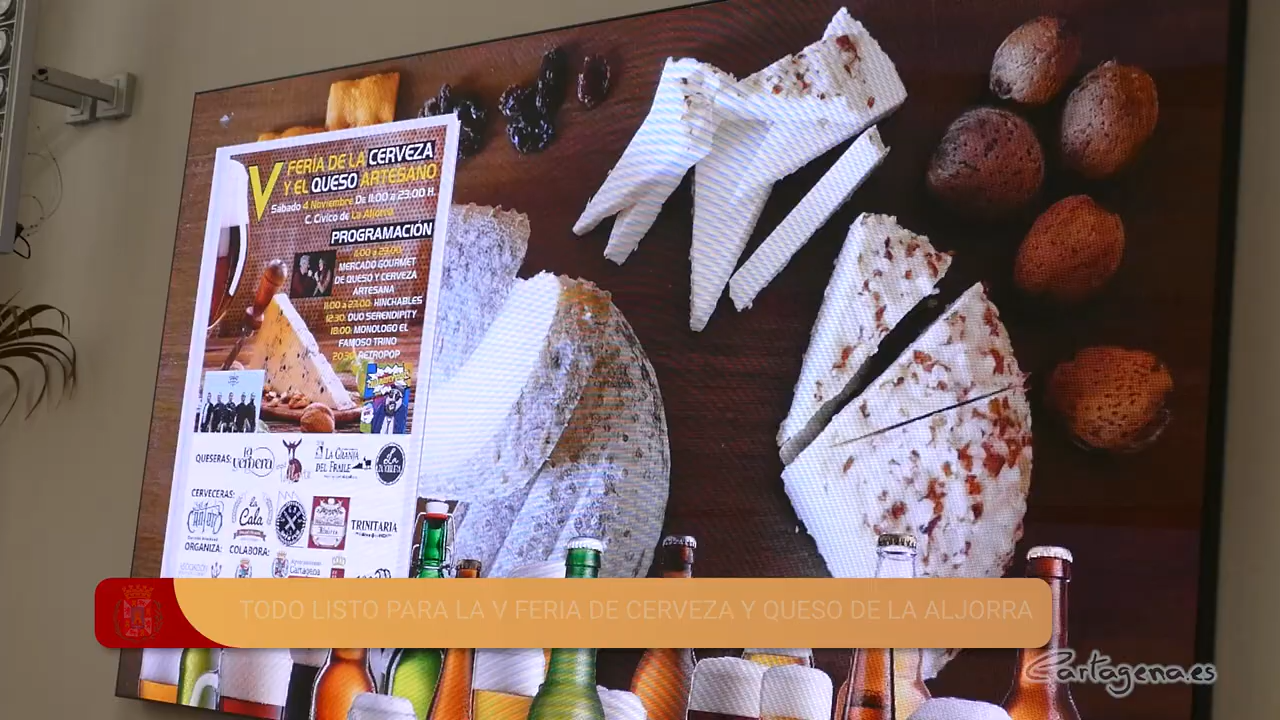 V
FERIA DE LA CERVEZA
Y EL QUESO ARTESANO
Sabado 4 Noviembre De 11:00 a 23:00 H.
C. Cívico de La Aljorra
PROGRAMACIÓN
11:00 a 23:00:
MERCADO GOURMET
DE QUESO Y CERVEZA
ARTESANA
11:00 a 23:00: HINCHABLES
12:30: DUO SERENDIPITY
18:00: MONOLOGO EL
FAMOSO TRINO
20:30: RETROPOP
QUESERAS:
LA GRANJA
DEL FRAILE
CERVECERAS:
La Cala
TRINITARIA
ORGANIZA: COLABORA:
Cartagena
TODO LISTO PARA LA V FERIA DE CERVEZA Y QUESO DE LA ALJORRA
Cartagena.es